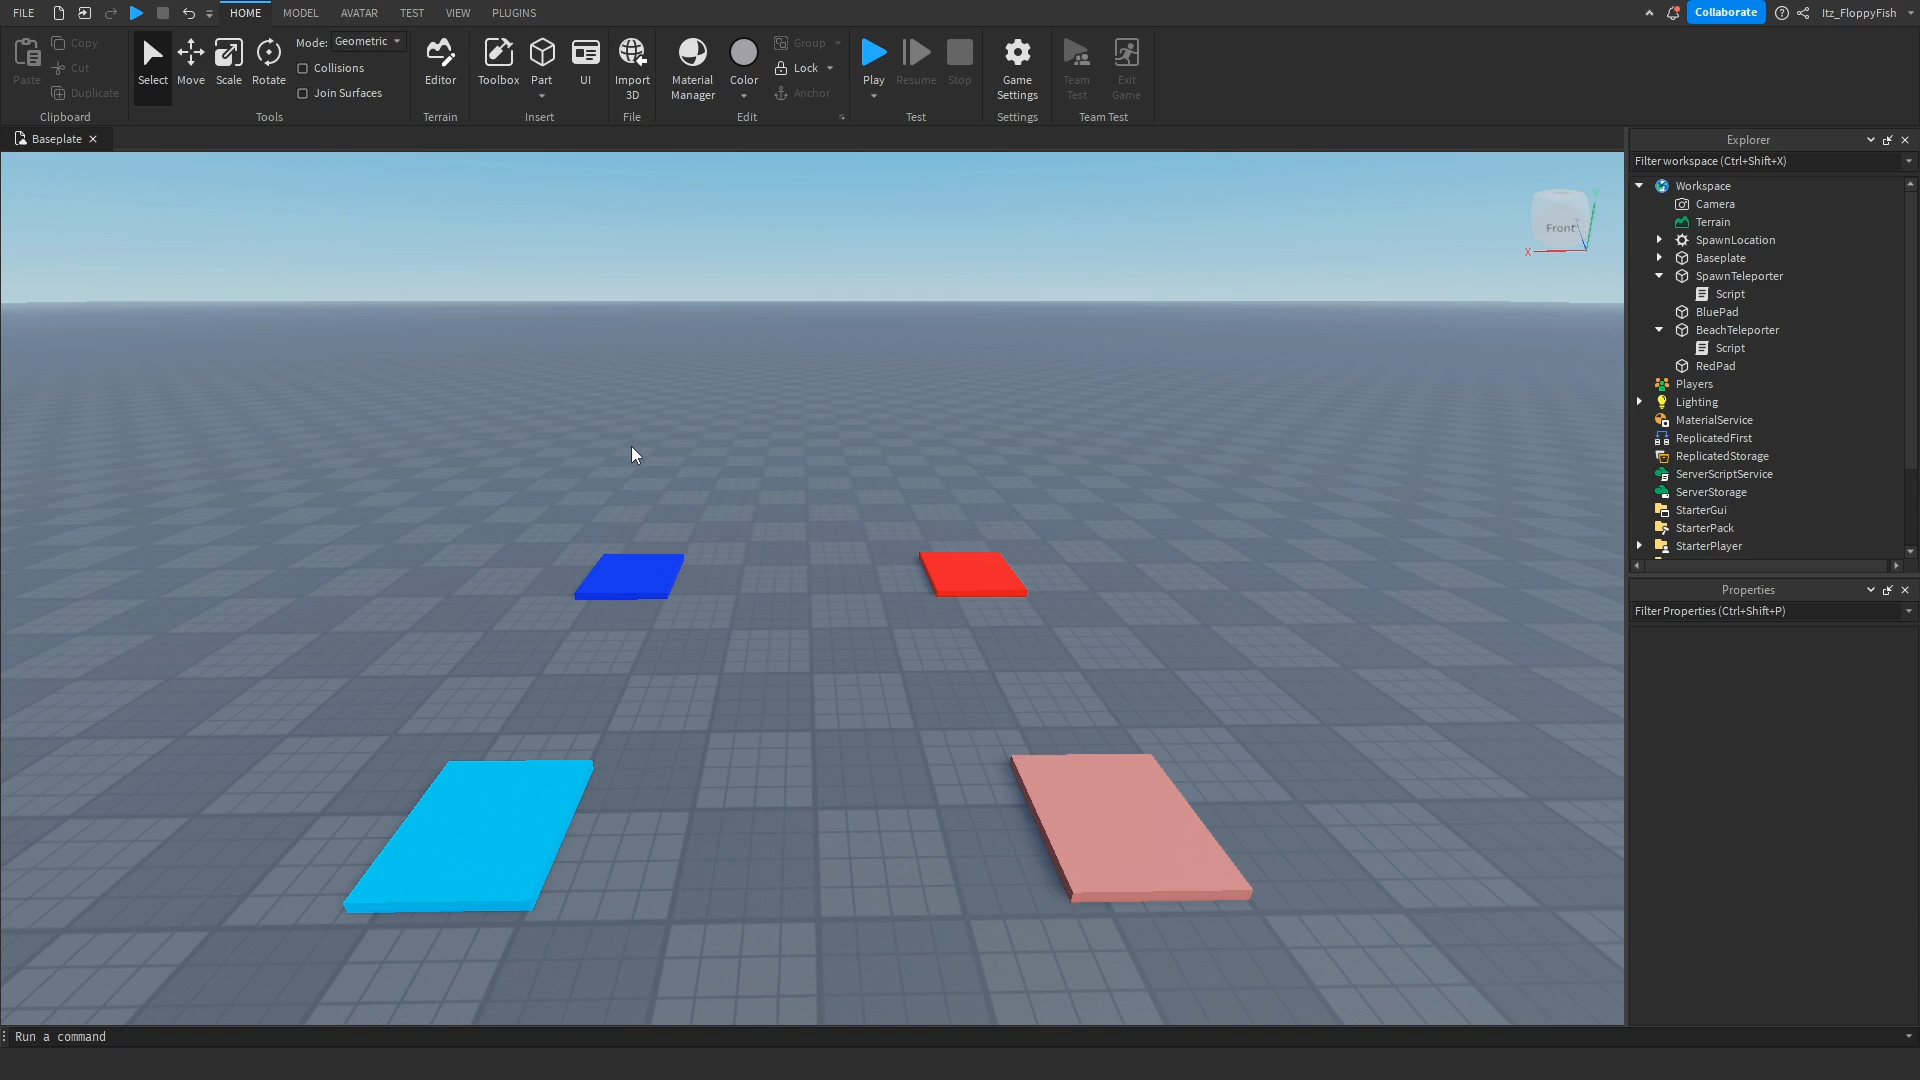 FILE HOME MODEL AVATAR TEST VIEW PLUGINS Collaborate Itz_FloppyFish
Paste Copy Cut Duplicate
Clipboard
Select Move Scale Rotate Mode: Geometric
Collisions
Join Surfaces
Tools
Editor
Terrain
Toolbox Part UI
Insert
Import 3D
File
Material Manager Color Group Lock Anchor
Edit
Play Resume Stop
Test
Game Settings
Settings
Team Test Exit Game
Team Test
Baseplate
Front
X
Y
Z
Explorer
Filter workspace (Ctrl+Shift+X)
Workspace
Camera
Terrain
SpawnLocation
Baseplate
SpawnTeleporter
Script
BluePad
BeachTeleporter
Script
RedPad
Players
Lighting
MaterialService
ReplicatedFirst
ReplicatedStorage
ServerScriptService
ServerStorage
StarterGui
StarterPack
StarterPlayer
Properties
Filter Properties (Ctrl+Shift+P)
Run a command